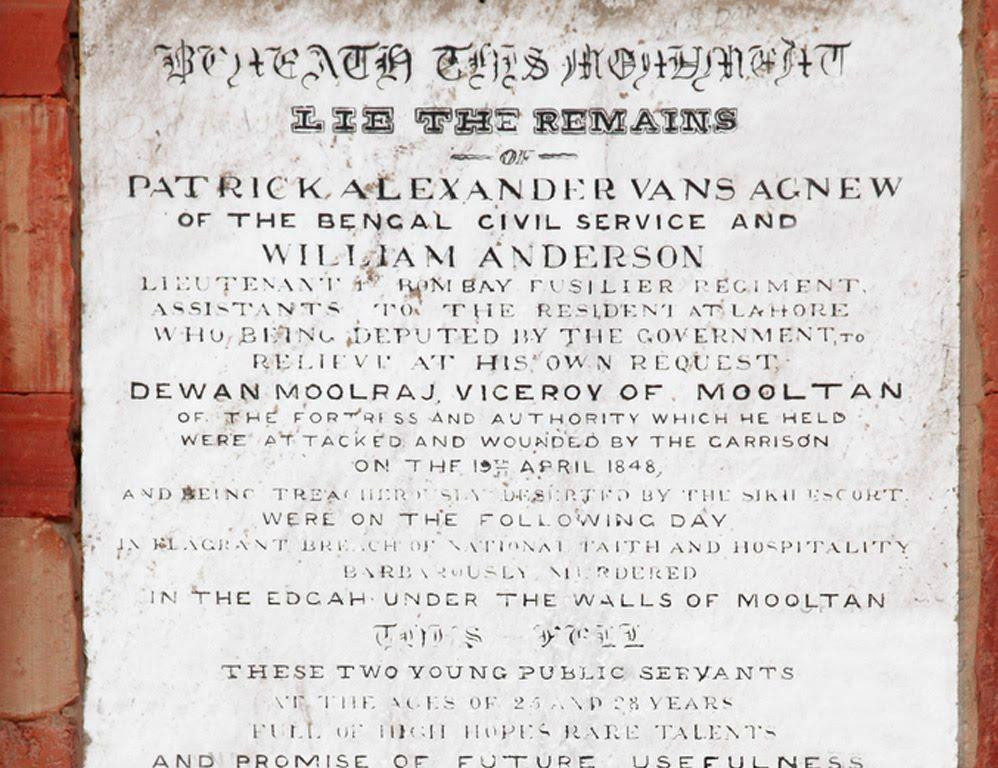 BENEATH THIS MONUMENT
LIE THE REMAINS
OF
PATRICK ALEXANDER VANS AGNEW
OF THE BENGAL CIVIL SERVICE AND
WILLIAM ANDERSON
LIEUTENANT 1ST BOMBAY FUSILIER REGIMENT,
ASSISTANTS TO THE RESIDENT AT LAHORE
WHO, BEING DEPUTED BY THE GOVERNMENT, TO
RELIEVE AT HIS OWN REQUEST,
DEWAN MOOLRAJ, VICEROY OF MOOLTAN
OF THE FORTRESS AND AUTHORITY WHICH HE HELD
WERE ATTACKED AND WOUNDED BY THE GARRISON
ON THE 19TH APRIL 1848,
AND BEING TREACHEROUSLY DESERTED BY THE SIKH ESCORT,
WERE ON THE FOLLOWING DAY
IN FLAGRANT BREACH OF NATIONAL FAITH AND HOSPITALITY
BARBAROUSLY MURDERED
IN THE EDGAH UNDER THE WALLS OF MOOLTAN
THUS FELL
THESE TWO YOUNG PUBLIC SERVANTS
AT THE AGES OF 25 AND 28 YEARS
FULL OF HIGH HOPES RARE TALENTS
AND PROMISE OF FUTURE USEFULNESS